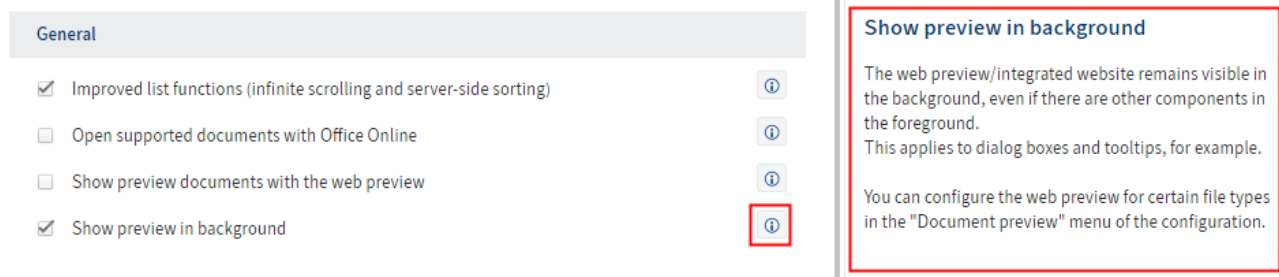 General
Improved list functions (infinite scrolling and server-side sorting)
Open supported documents with Office Online
Show preview documents with the web preview
Show preview in background
Show preview in background
The web preview/integrated website remains visible in
the background, even if there are other components in
the foreground.
This applies to dialog boxes and tooltips, for example.
You can configure the web preview for certain file types
in the "Document preview" menu of the configuration.